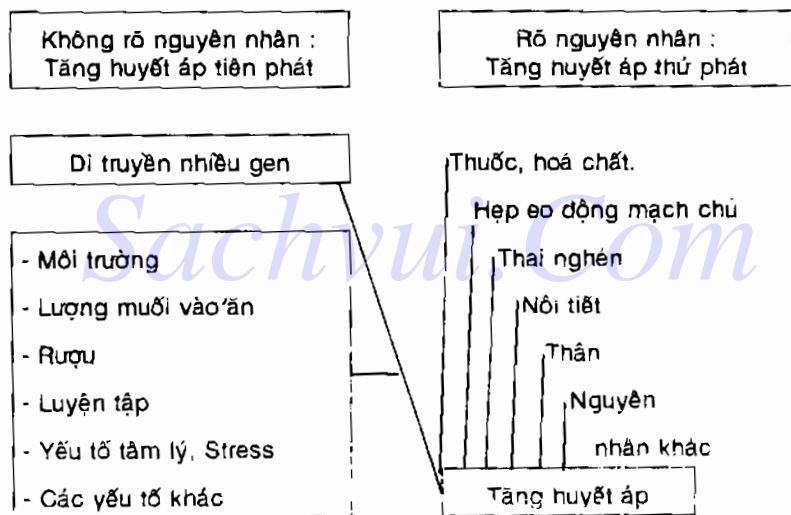 Không rõ nguyên nhân :
Tăng huyết áp tiên phát
Rõ nguyên nhân :
Tăng huyết áp thứ phát
Di truyền nhiều gen
- Môi trường
- Lượng muối vào ăn
- Rượu
- Luyện tập
- Yếu tố tâm lý, Stress
- Các yếu tố khác
Thuốc, hoá chất.
Hẹp eo động mạch chủ
Thai nghén
Nội tiết
Thận
Nguyên
nhân khác
Tăng huyết áp
Sachvui.Com